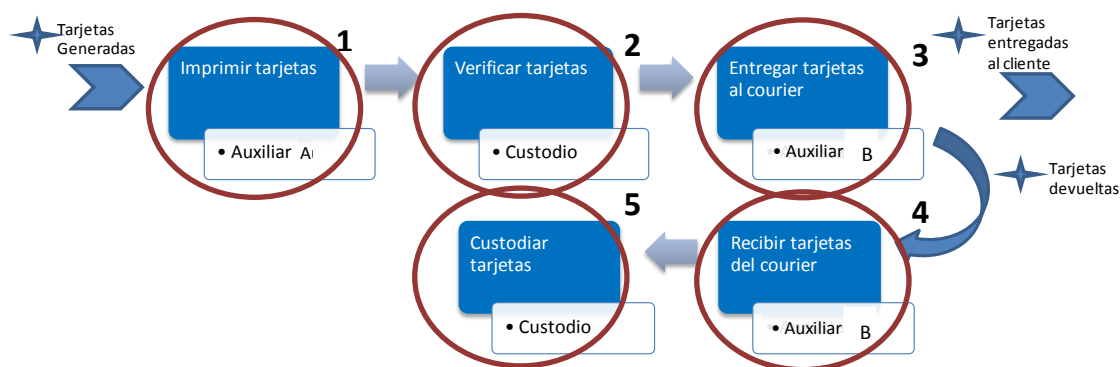 Tarjetas
Generadas
1
Imprimir tarjetas
• Auxiliar
2
Verificar tarjetas
• Custodio
3
Entregar tarjetas
al courier
• Auxiliar B
Tarjetas
entregadas
al cliente
Tarjetas
devueltas
4
Recibir tarjetas
del courier
• Auxiliar B
5
Custodiar
tarjetas
• Custodio